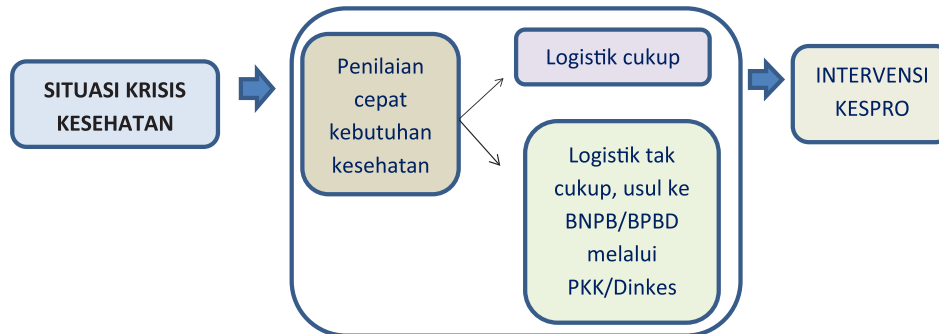 SITUASI KRISIS
KESEHATAN
Penilaian
cepat
kebutuhan
kesehatan
Logistik cukup
Logistik tak
cukup, usul ke
BNPB/BPBD
melalui
PKK/Dinkes
INTERVENSI
KESPRO